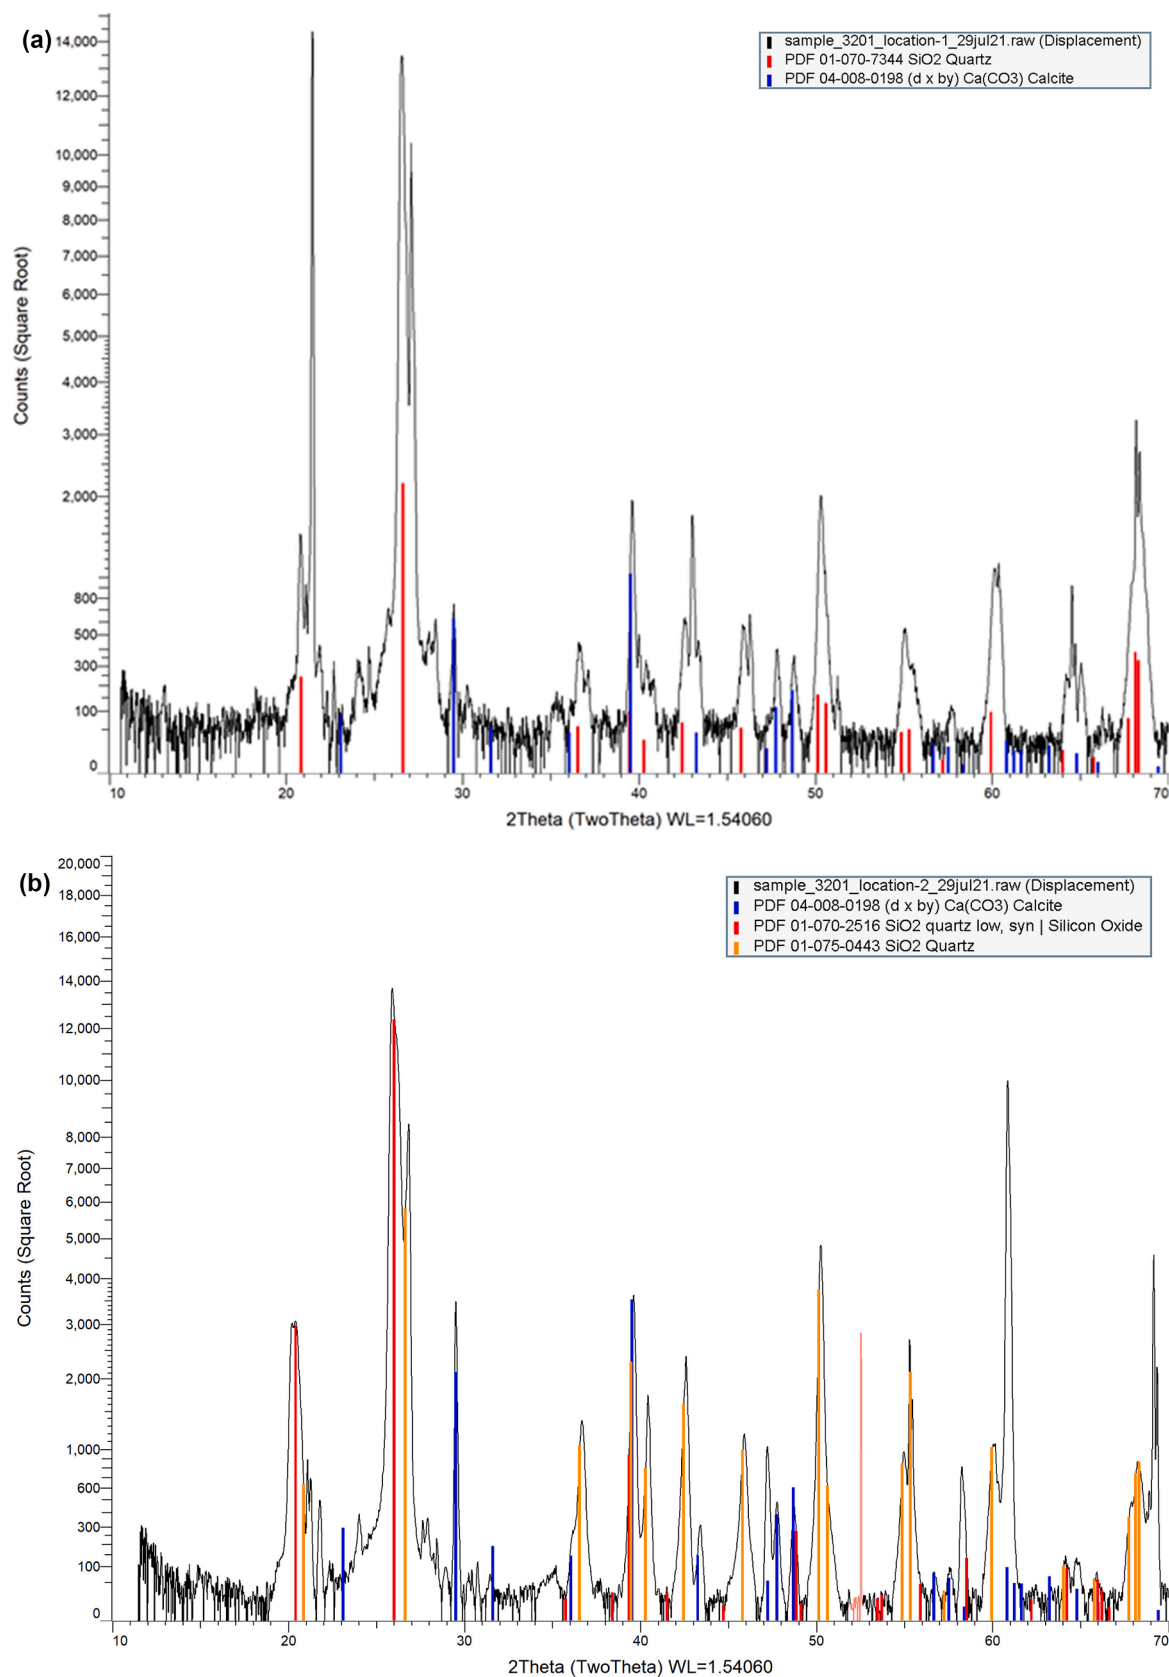 (a)
sample_3201_location-1_29jul21.raw (Displacement)
PDF 01-070-7344 SiO2 Quartz
PDF 04-008-0198 (d x by) Ca(CO3) Calcite
Counts (Square Root)
14,000
12,000
10,000
9,000
8,000
7,000
6,000
5,000
4,000
3,000
2,000
800
500
300
100
0
10 20 30 40 50 60 70
2Theta (TwoTheta) WL=1.54060
(b)
sample_3201_location-2_29jul21.raw (Displacement)
PDF 04-008-0198 (d x by) Ca(CO3) Calcite
PDF 01-070-2516 SiO2 quartz low, syn | Silicon Oxide
PDF 01-075-0443 SiO2 Quartz
Counts (Square Root)
20,000
18,000
16,000
14,000
12,000
10,000
8,000
7,000
6,000
5,000
4,000
3,000
2,000
1,000
600
300
100
0
10 20 30 40 50 60 70
2Theta (TwoTheta) WL=1.54060